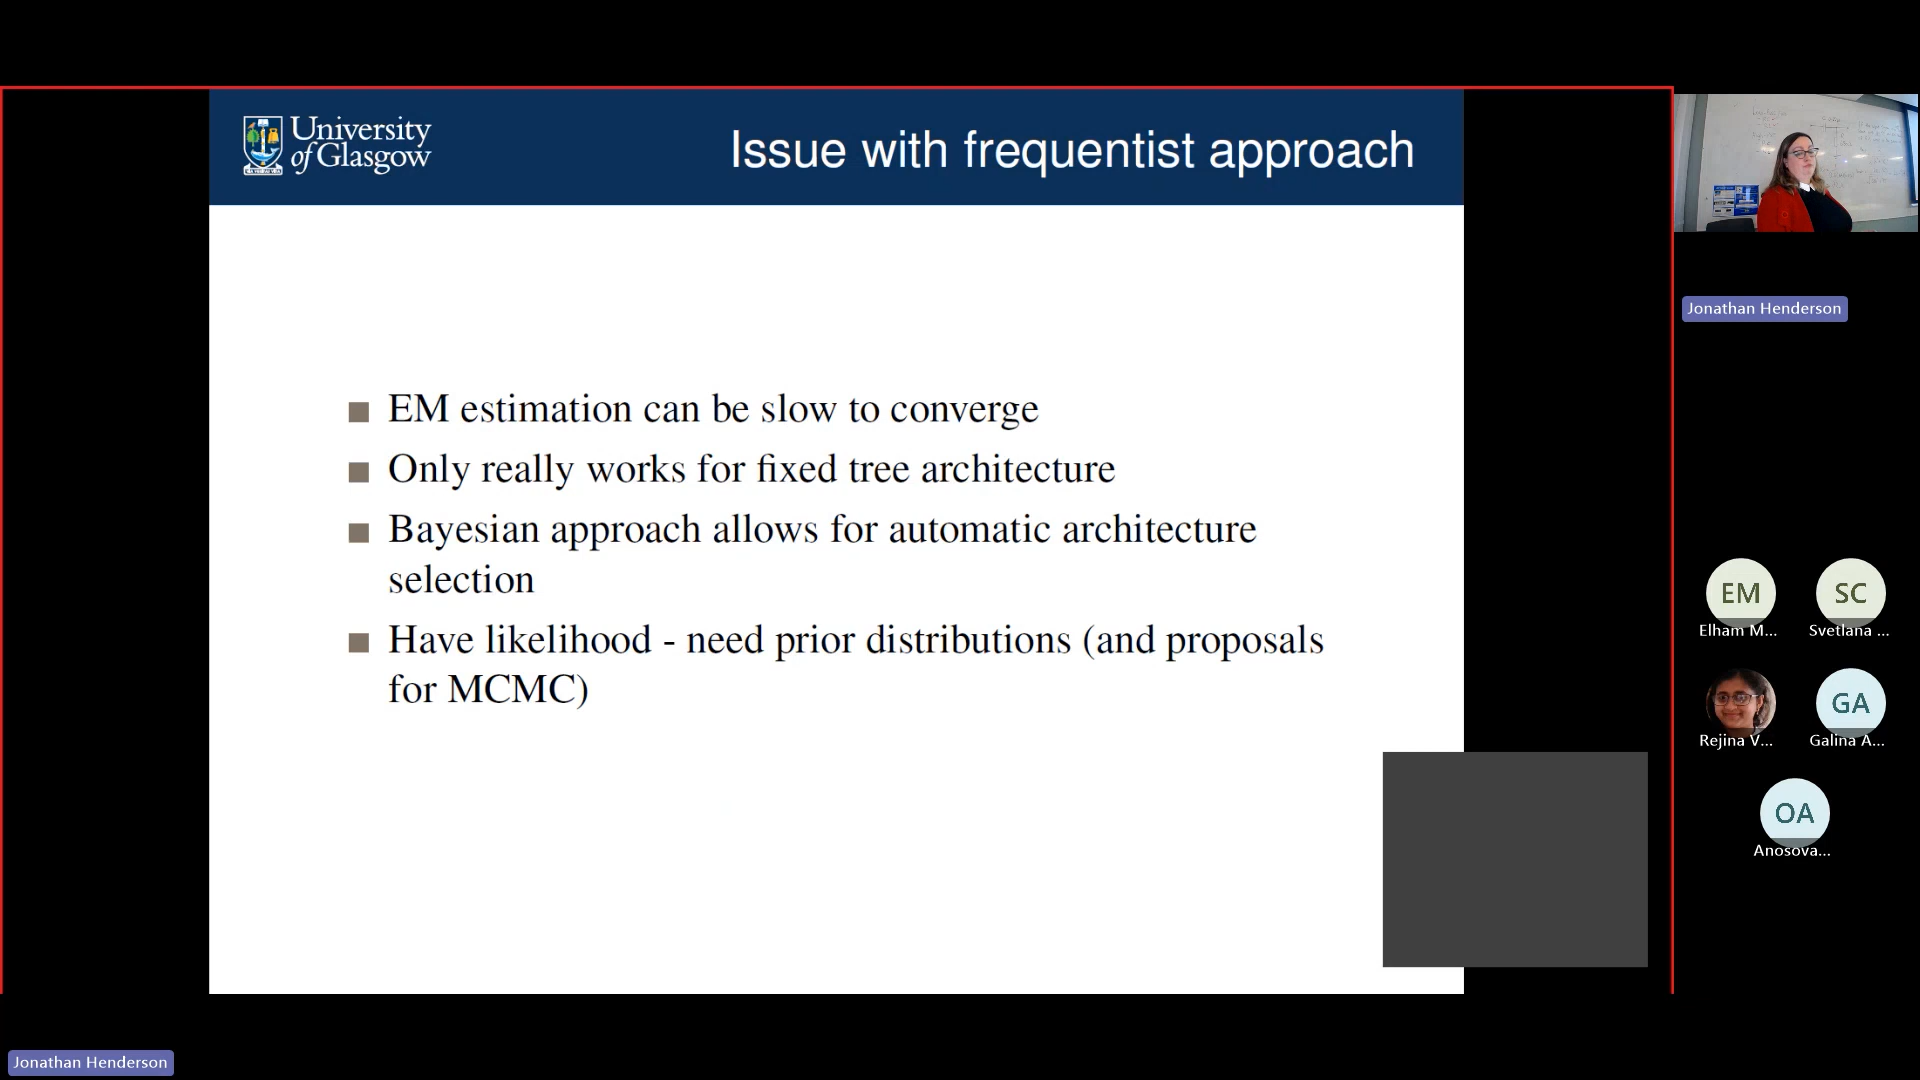 University
of Glasgow
Issue with frequentist approach
EM estimation can be slow to converge
Only really works for fixed tree architecture
Bayesian approach allows for automatic architecture
selection
Have likelihood - need prior distributions (and proposals
for MCMC)
Jonathan Henderson
EM
SC
Elham M...
Svetlana ...
GA
Rejina V...
Galina A...
OA
Anosova...
Jonathan Henderson